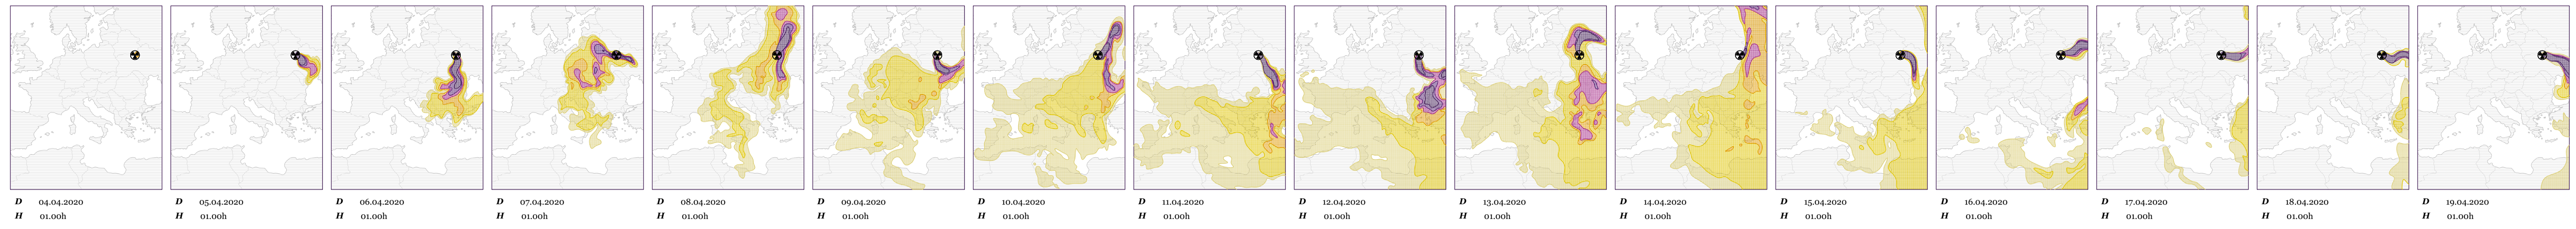 D 04.04.2020
H 01.00h
D 05.04.2020
H 01.00h
D 06.04.2020
H 01.00h
D 07.04.2020
H 01.00h
D 08.04.2020
H 01.00h
D 09.04.2020
H 01.00h
D 10.04.2020
H 01.00h
D 11.04.2020
H 01.00h
D 12.04.2020
H 01.00h
D 13.04.2020
H 01.00h
D 14.04.2020
H 01.00h
D 15.04.2020
H 01.00h
D 16.04.2020
H 01.00h
D 17.04.2020
H 01.00h
D 18.04.2020
H 01.00h
D 19.04.2020
H 01.00h